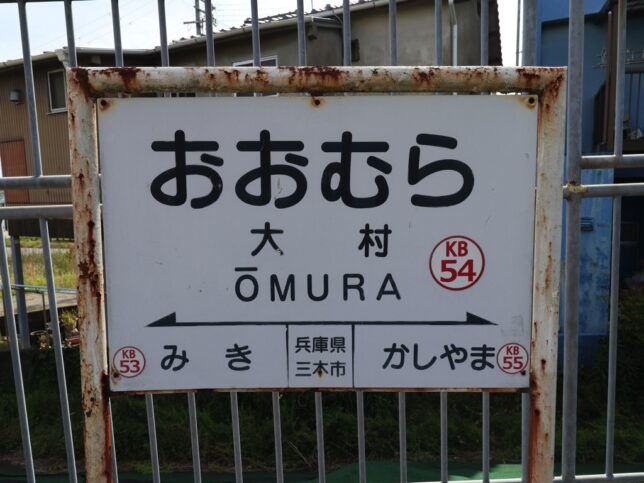 おおむら
大村
KB
54
ŌMURA
KB
53
みき
兵庫県
三木市
かしやま
KB
55